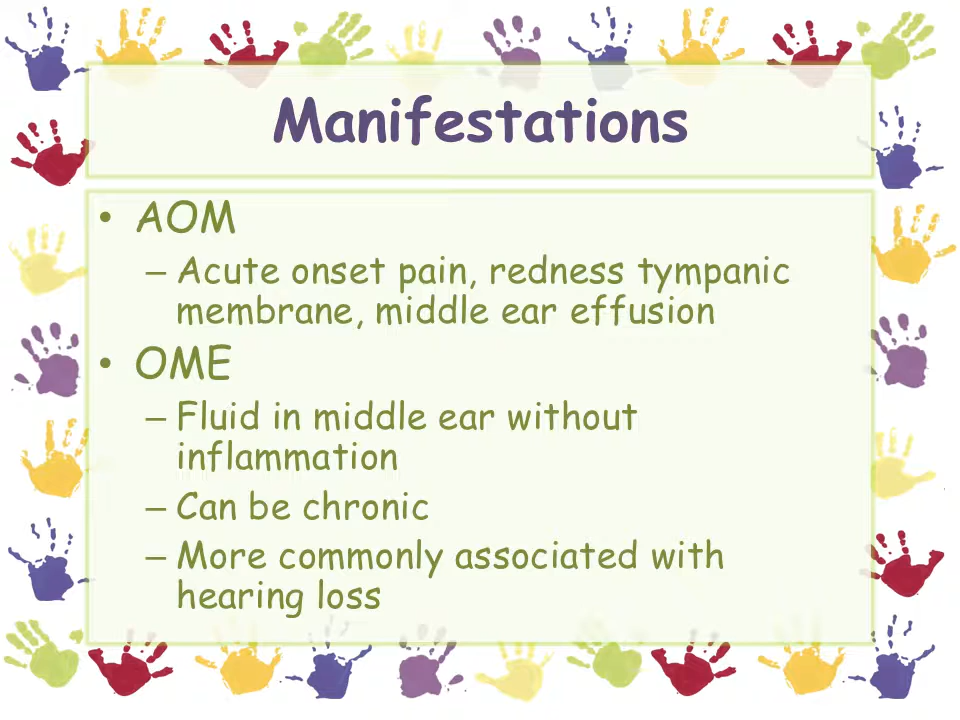 Manifestations
• AOM
– Acute onset pain, redness tympanic
membrane, middle ear effusion
• OME
– Fluid in middle ear without
inflammation
– Can be chronic
– More commonly associated with
hearing loss